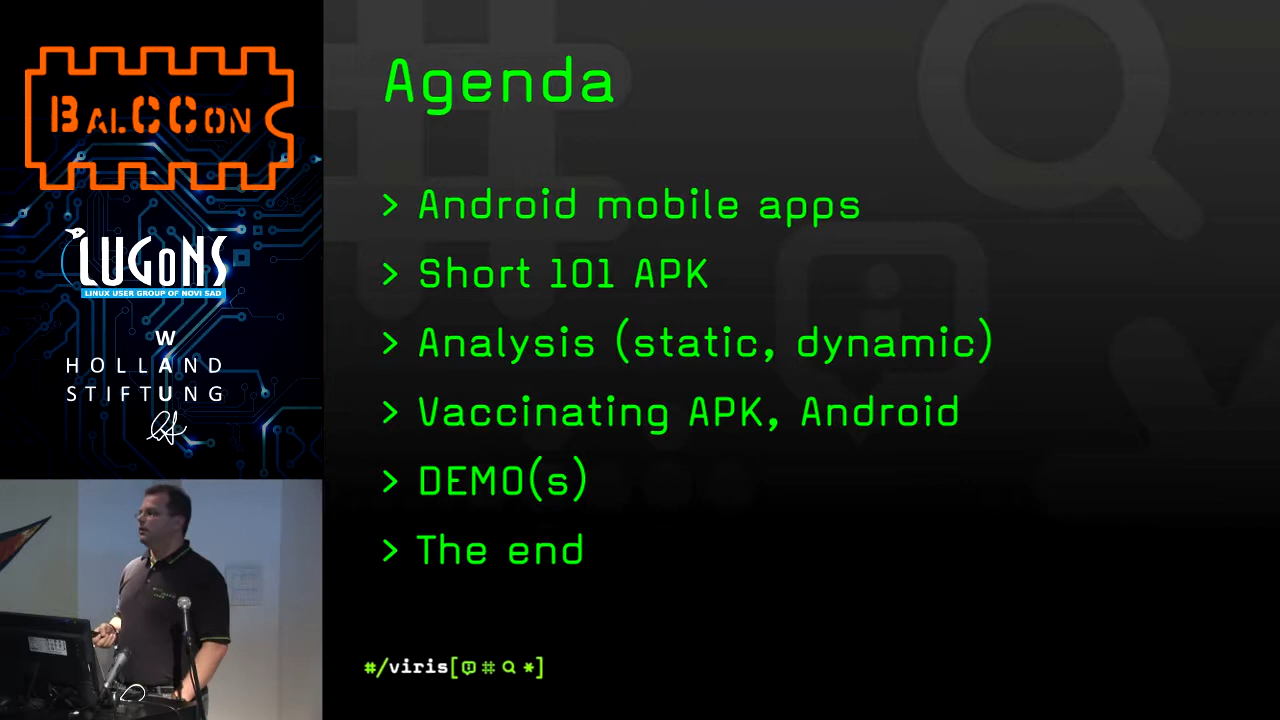 BALCCON
LUGONS
LINUX USER GROUP OF NOVI SAD
W
HOLLAND
U
STIFTUNG
Agenda
> Android mobile apps
> Short 101 APK
> Analysis (static, dynamic)
> Vaccinating APK, Android
> DEMO(s)
> The end
#/viris[# *]